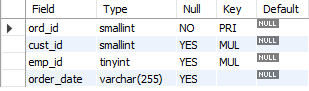 Field Type Null Key Default
ord_id smallint NO PRI NULL
cust_id smallint YES MUL NULL
emp_id tinyint YES MUL NULL
order_date varchar(255) YES NULL